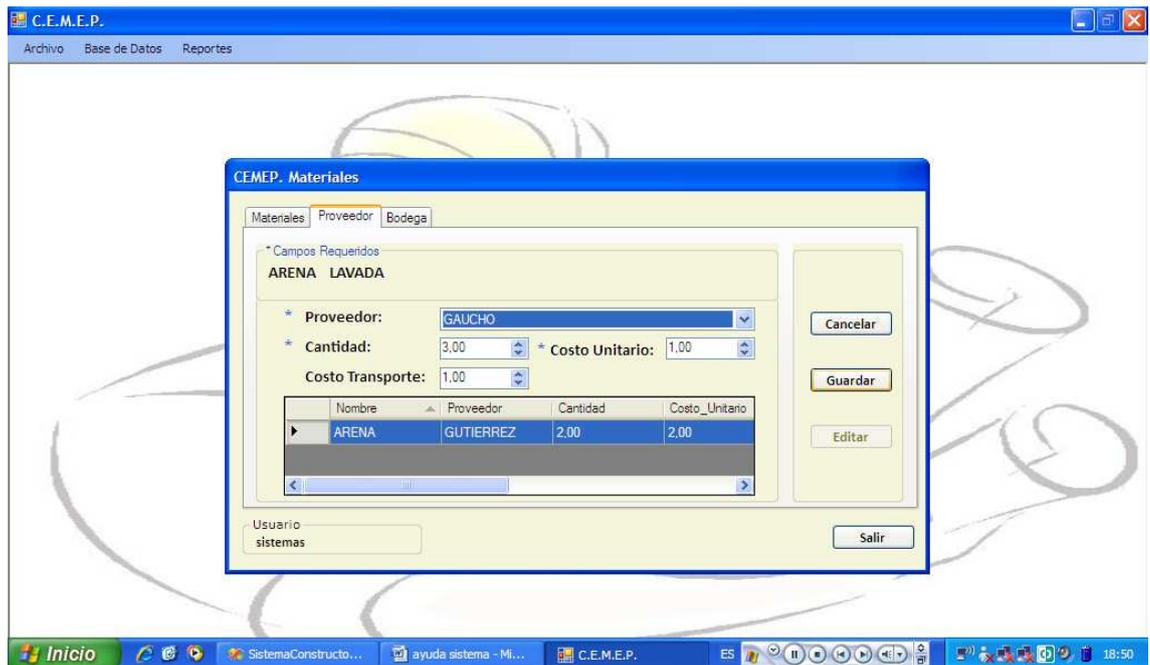 C.E.M.E.P.
Archivo Base de Datos Reportes
CEMEP. Materiales
Materiales Proveedor Bodega
* Campos Requeridos
ARENA LAVADA
* Proveedor: GAUCHO
* Cantidad: 3,00 * Costo Unitario: 1,00
Costo Transporte: 1,00
Cancelar
Guardar
Editar
Nombre Proveedor Cantidad Costo_Unitario
ARENA GUTIERREZ 2,00 2,00
Usuario
sistemas
Salir
Inicio SistemaConstructo... ayuda sistema - Mi... C.E.M.E.P. ES 18:50